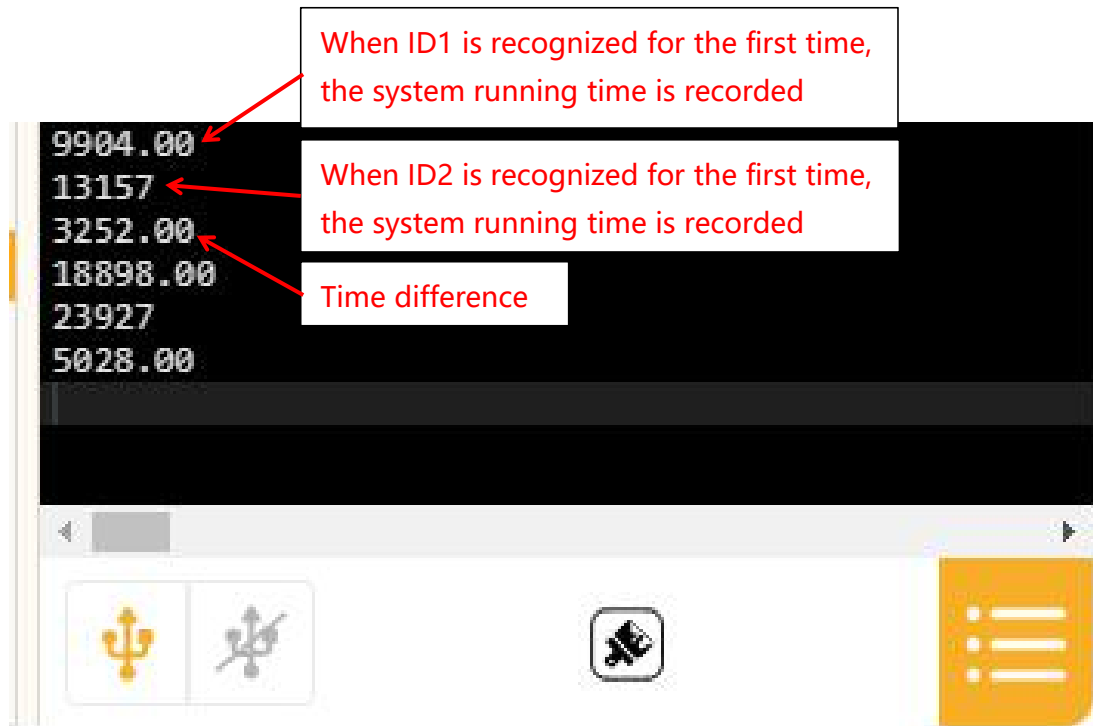 When ID1 is recognized for the first time,
the system running time is recorded
9904.00
13157
When ID2 is recognized for the first time,
the system running time is recorded
3252.00
18898.00
Time difference
23927
5028.00